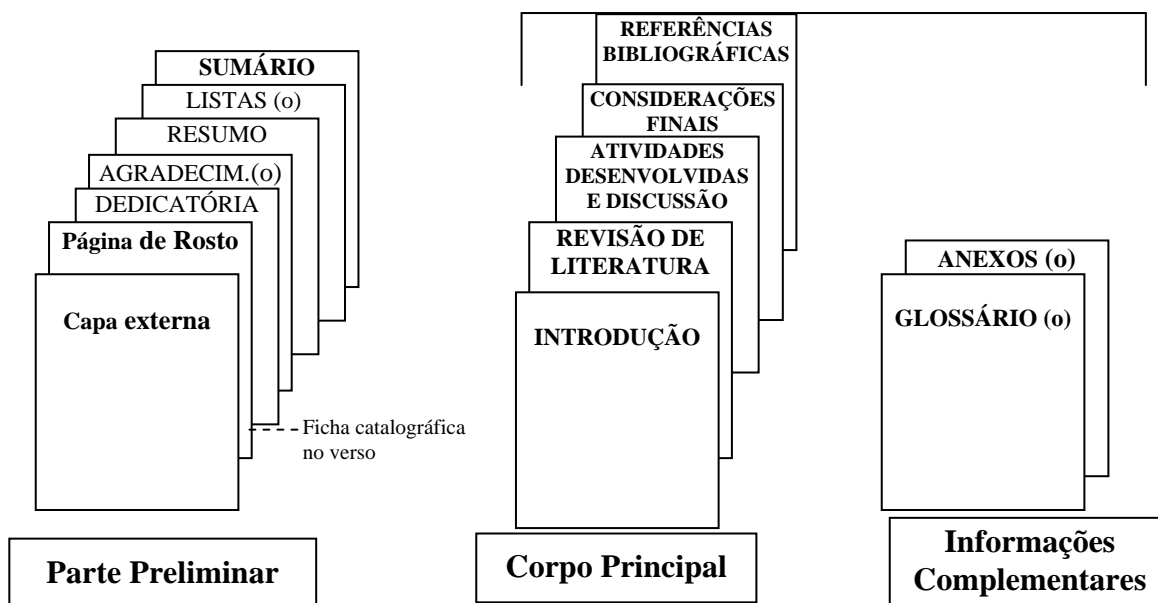 SUMÁRIO
LISTAS (o)
RESUMO
AGRADECIM.(o)
DEDICATÓRIA
Página de Rosto
Capa externa
Ficha catalográfica
no verso
Parte Preliminar
REFERÊNCIAS
BIBLIOGRÁFICAS
CONSIDERAÇÕES
FINAIS
ATIVIDADES
DESENVOLVIDAS
E DISCUSSÃO
REVISÃO DE
LITERATURA
INTRODUÇÃO
Corpo Principal
ANEXOS (o)
GLOSSÁRIO (o)
Informações
Complementares